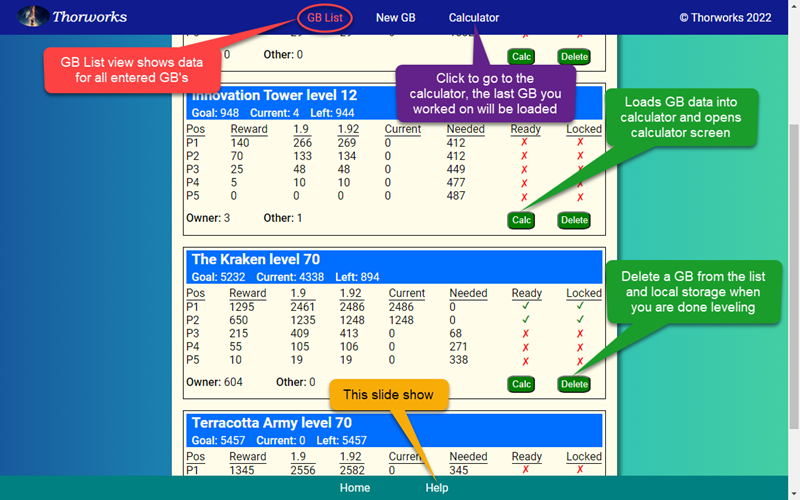 Thorworks
GB List
New GB
Calculator
© Thorworks 2022
GB List view shows data
for all entered GB's
Click to go to the
calculator, the last GB you
worked on will be loaded
Loads GB data into
calculator and opens
calculator screen
0 Other: 0
Calc Delete
Innovation Tower level 12
Goal: 948 Current: 4 Left: 944
Pos Reward 1.9 1.92 Current Needed Ready Locked
P1 140 266 269 0 412 ✗ ✗
P2 70 133 134 0 412 ✗ ✗
P3 25 48 48 0 449 ✗ ✗
P4 5 10 10 0 477 ✗ ✗
P5 0 0 0 0 487 ✗ ✗
Owner: 3 Other: 1
Calc Delete
The Kraken level 70
Goal: 5232 Current: 4338 Left: 894
Pos Reward 1.9 1.92 Current Needed Ready Locked
P1 1295 2461 2486 2486 0 ✓ ✓
P2 650 1235 1248 1248 0 ✓ ✓
P3 215 409 413 0 68 ✗ ✗
P4 55 105 106 0 271 ✗ ✗
P5 10 19 19 0 338 ✗ ✗
Owner: 604 Other: 0
Calc Delete
Delete a GB from the list
and local storage when
you are done leveling
This slide show
Terracotta Army level 70
Goal: 5457 Current: 0 Left: 5457
Pos Reward 1.9 1.92 Current Needed Ready Locked
P1 1345 2556 2582 0 345 ✗ ✗
Home
Help